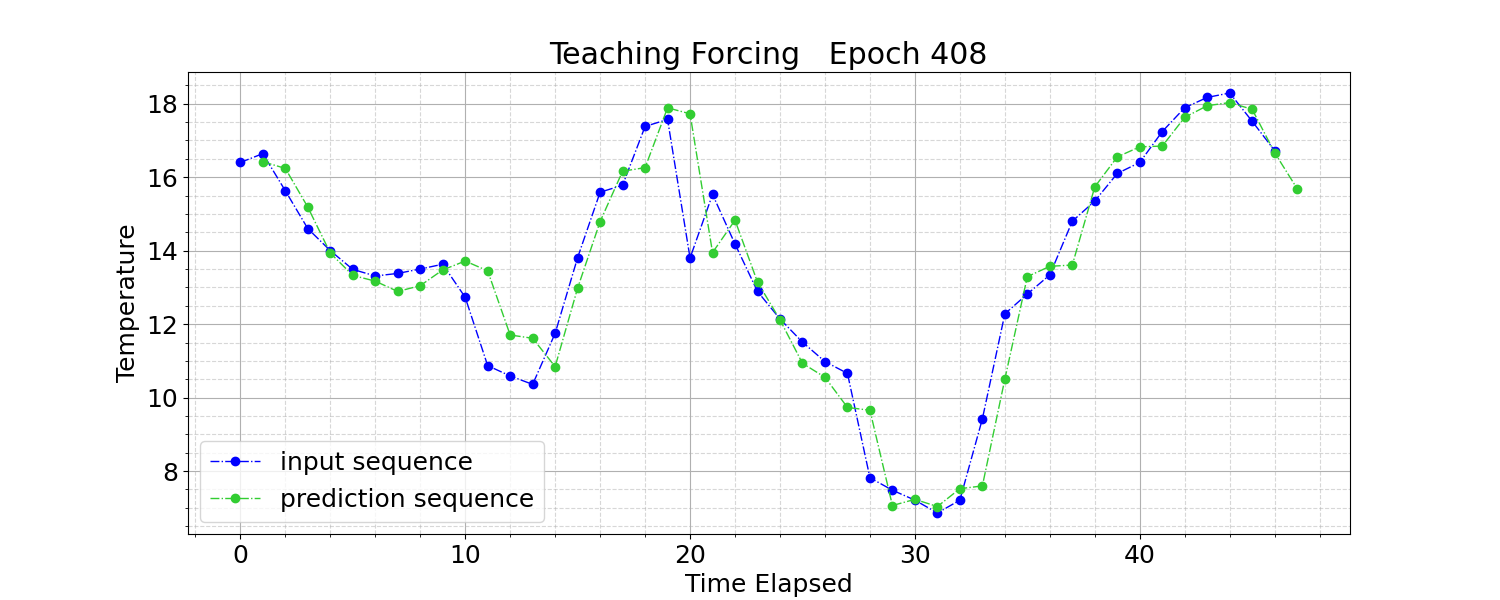 Teaching Forcing   Epoch 408
18
16
14
12
10
8
Temperature
input sequence
prediction sequence
0 10 20 30 40
Time Elapsed